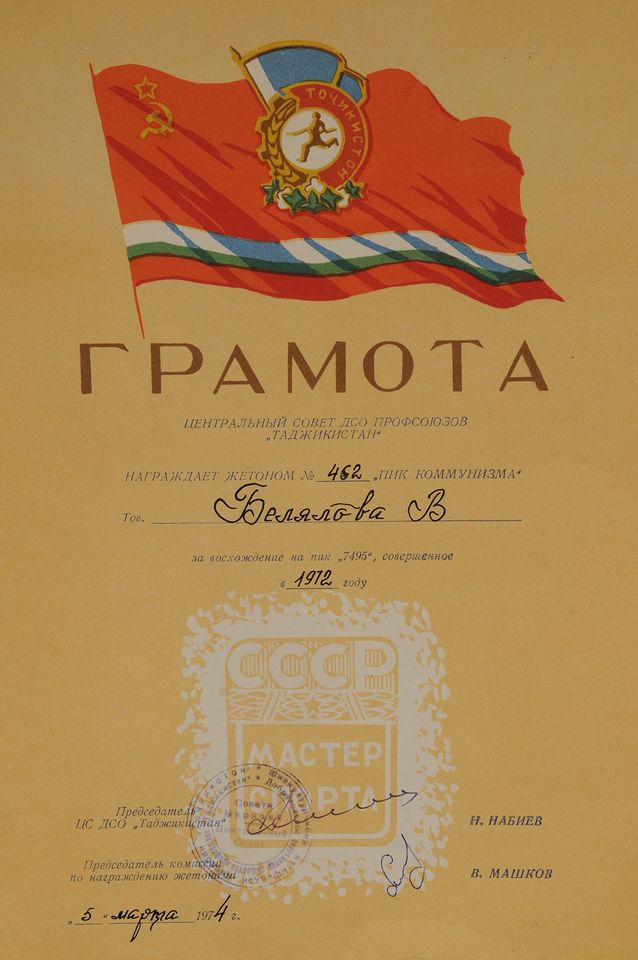 ТОҶИКИСТОН
ГРАМОТА
ЦЕНТРАЛЬНЫЙ СОВЕТ ДСО ПРОФСОЮЗОВ
„ТАДЖИКИСТАН“
НАГРАЖДАЕТ ЖЕТОНОМ № 462 „ПИК КОММУНИЗМА“
Тов. Белялова В
за восхождение на пик „7495“, совершенное
в 1972 году
СССР
МАСТЕР
СПОРТА
Председатель
ЦС ДСО „Таджикистан“ Н. НАБИЕВ
Председатель комиссии
по награждению жетонами В. МАШКОВ
„5“ марта 1974 г.